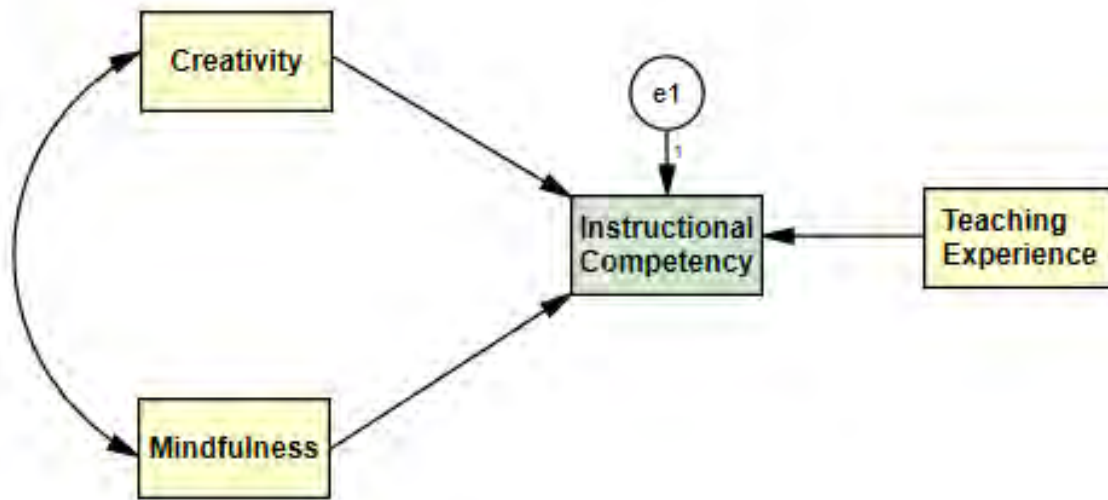 Creativity
e1
1
Instructional
Competency
Teaching
Experience
Mindfulness